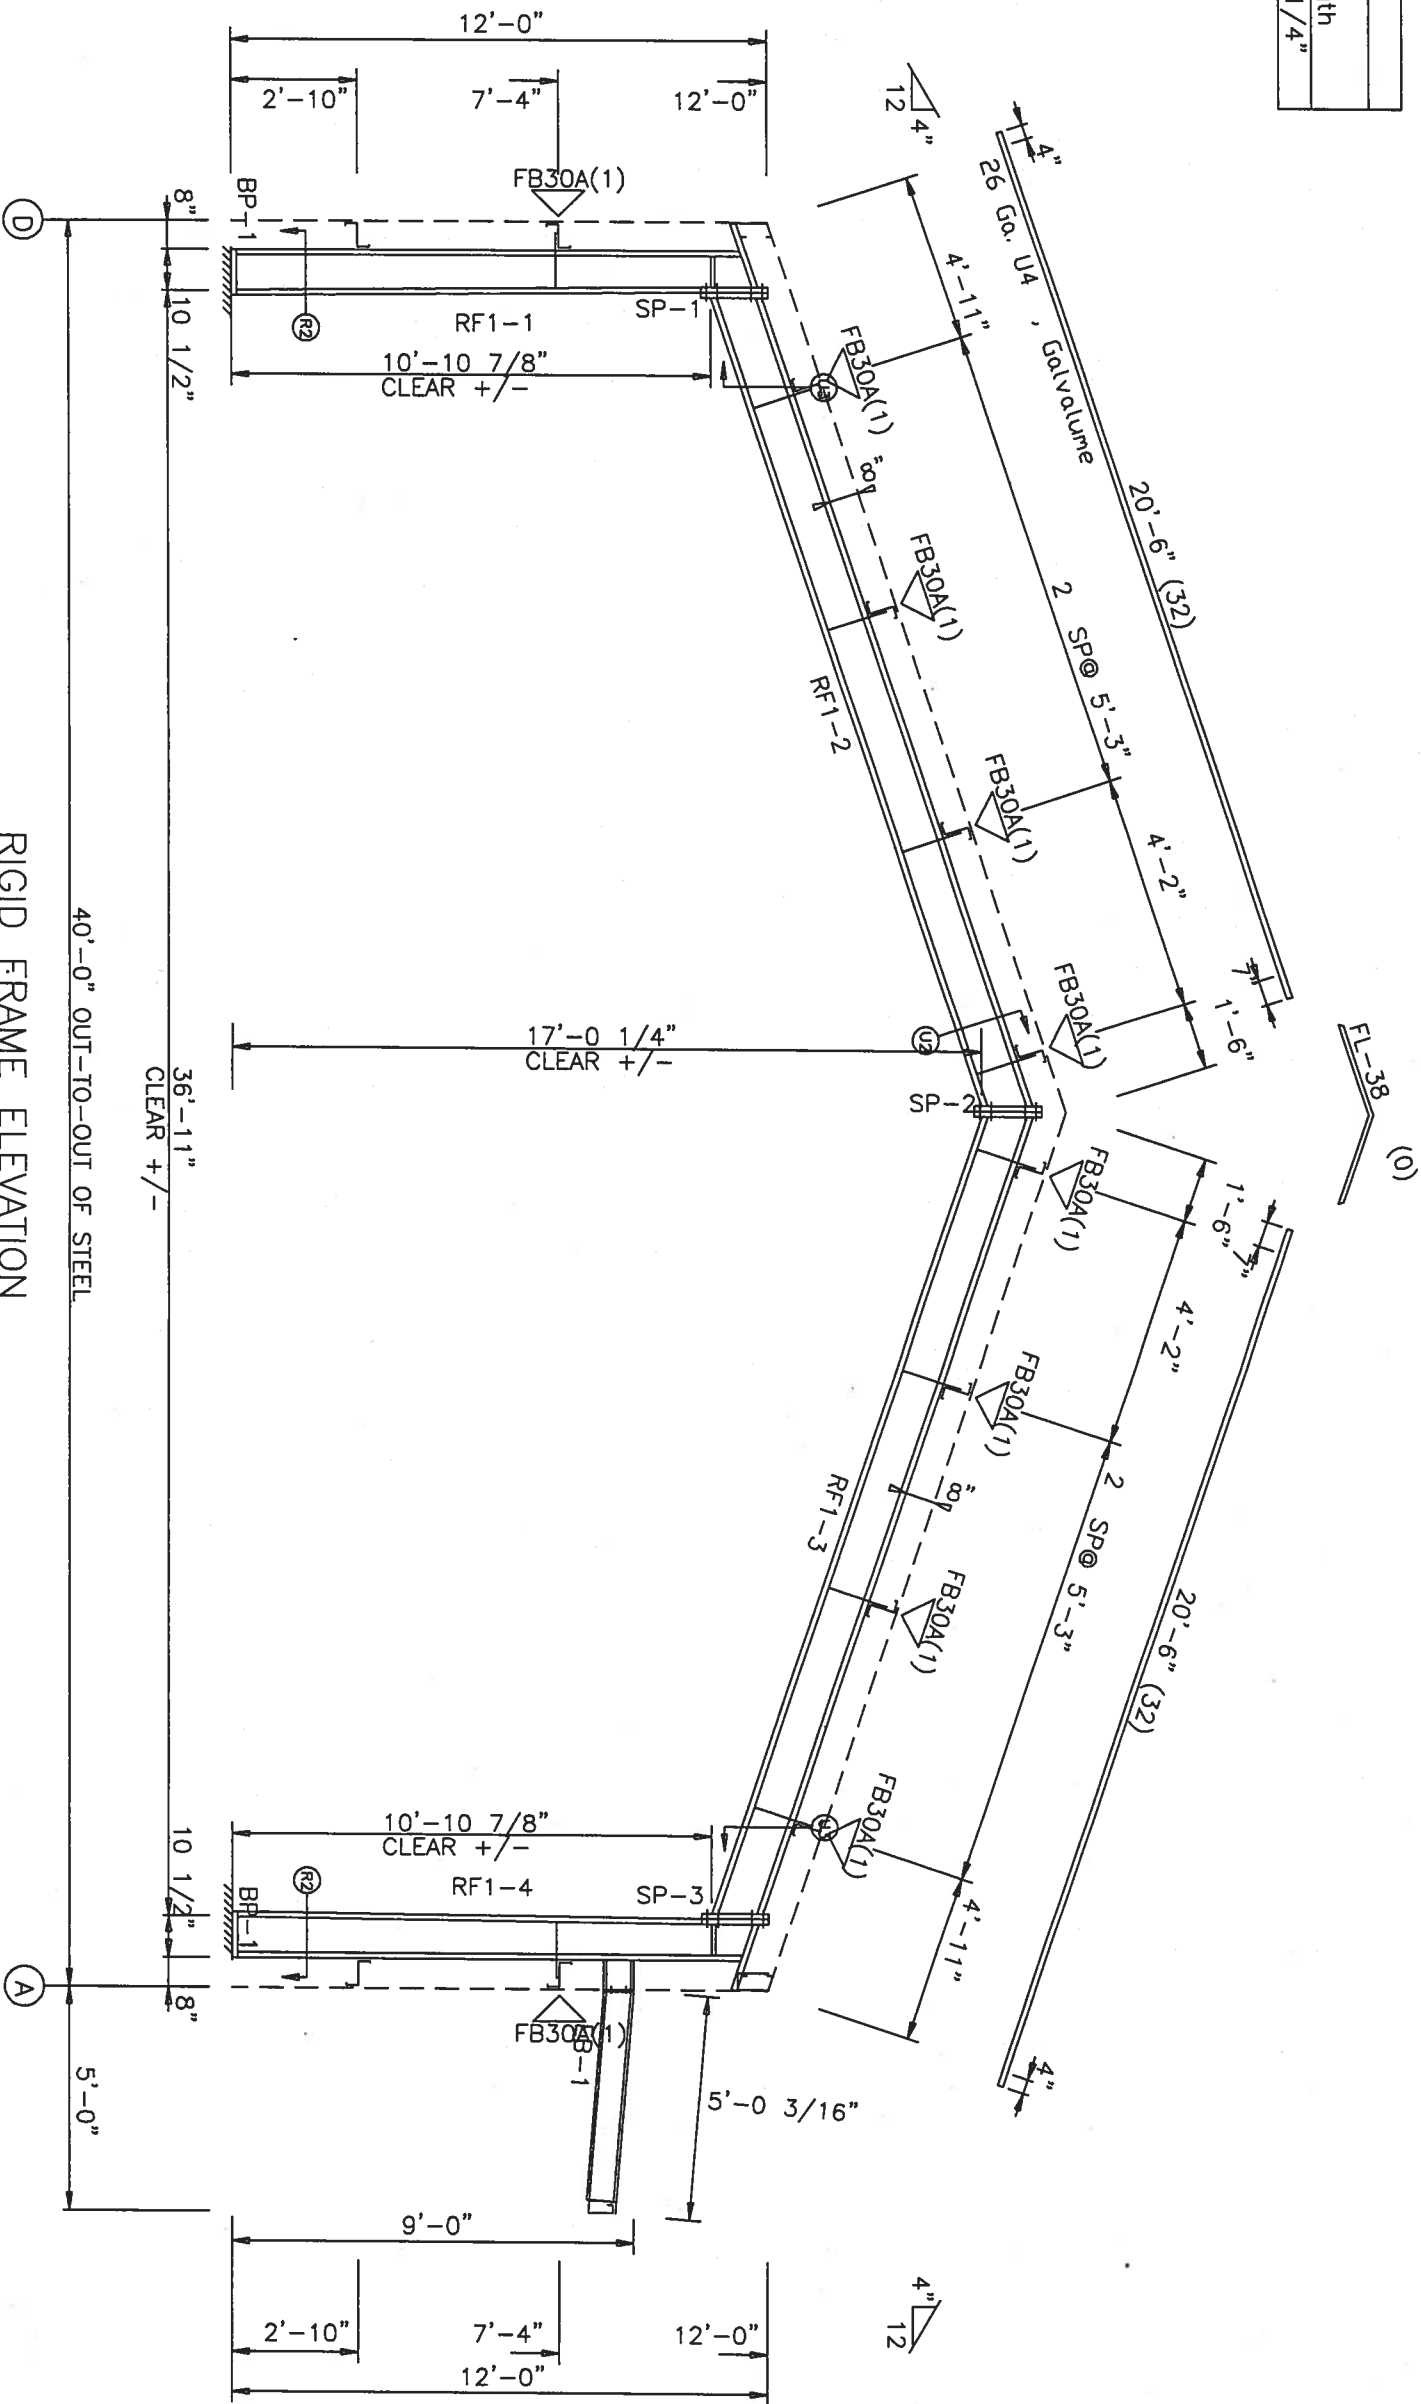 th
1/4"
12'-0"
2'-10"
7'-4"
12'-0"
12
4"
4"
26 Ga. U4 , Galvalume
20'-6" (32)
7"
FL-38
(0)
7"
20'-6" (32)
4"
4'-11"
2 SP@ 5'-3"
4'-2"
1'-6"
1'-6"
4'-2"
2 SP@ 5'-3"
4'-11"
FB30A(1)
FB30A(1)
FB30A(1)
FB30A(1)
FB30A(1)
FB30A(1)
FB30A(1)
FB30A(1)
FB30A(1)
FB30A(1)
U3
8"
RF1-2
U2
SP-2
8"
RF1-3
BP-1
8"
10 1/2"
R2
RF1-1
SP-1
10'-10 7/8"
CLEAR +/-
17'-0 1/4"
CLEAR +/-
10'-10 7/8"
CLEAR +/-
RF1-4
SP-3
R2
BP-1
10 1/2"
8"
36'-11"
CLEAR +/-
40'-0" OUT-TO-OUT OF STEEL
5'-0"
5'-0 3/16"
9'-0"
2'-10"
7'-4"
12'-0"
12'-0"
4"
12
D
A
RIGID FRAME ELEVATION